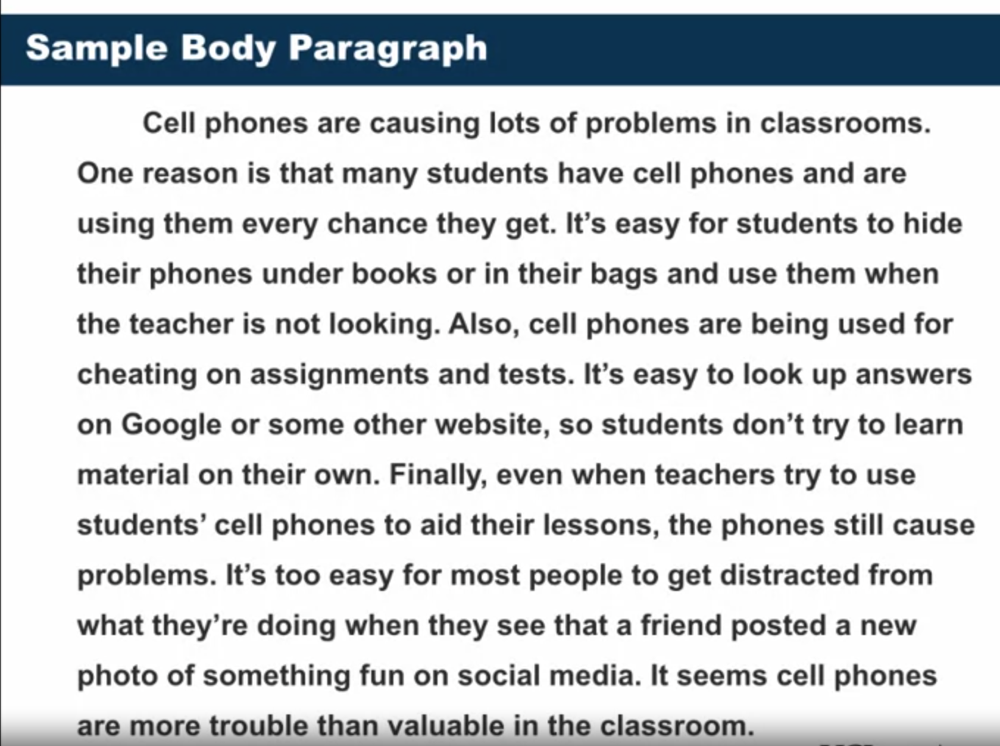 Sample Body Paragraph
Cell phones are causing lots of problems in classrooms.
One reason is that many students have cell phones and are
using them every chance they get. It's easy for students to hide
their phones under books or in their bags and use them when
the teacher is not looking. Also, cell phones are being used for
cheating on assignments and tests. It's easy to look up answers
on Google or some other website, so students don't try to learn
material on their own. Finally, even when teachers try to use
students' cell phones to aid their lessons, the phones still cause
problems. It's too easy for most people to get distracted from
what they're doing when they see that a friend posted a new
photo of something fun on social media. It seems cell phones
are more trouble than valuable in the classroom.